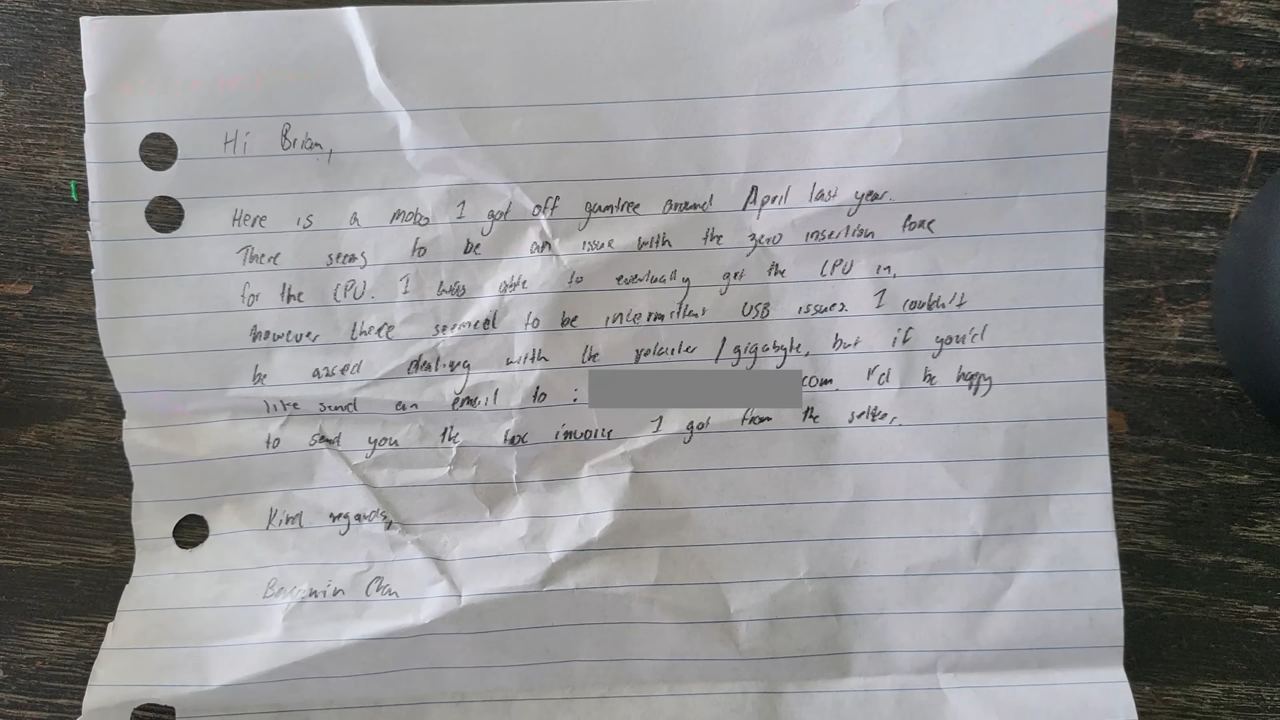 Hi Brian,
Here is a mobo I got off gumtree around April last year.
There seems to be an issue with the zero insertion force
for the CPU. I was able to eventually get the CPU in,
however there seemed to be intermittent USB issues. I couldn't
be arsed dealing with the retailer / gigabyte, but if you'd
like send an email to : com. I'd be happy
to send you the tax invoice I got from the seller.
Kind regards,
Chan